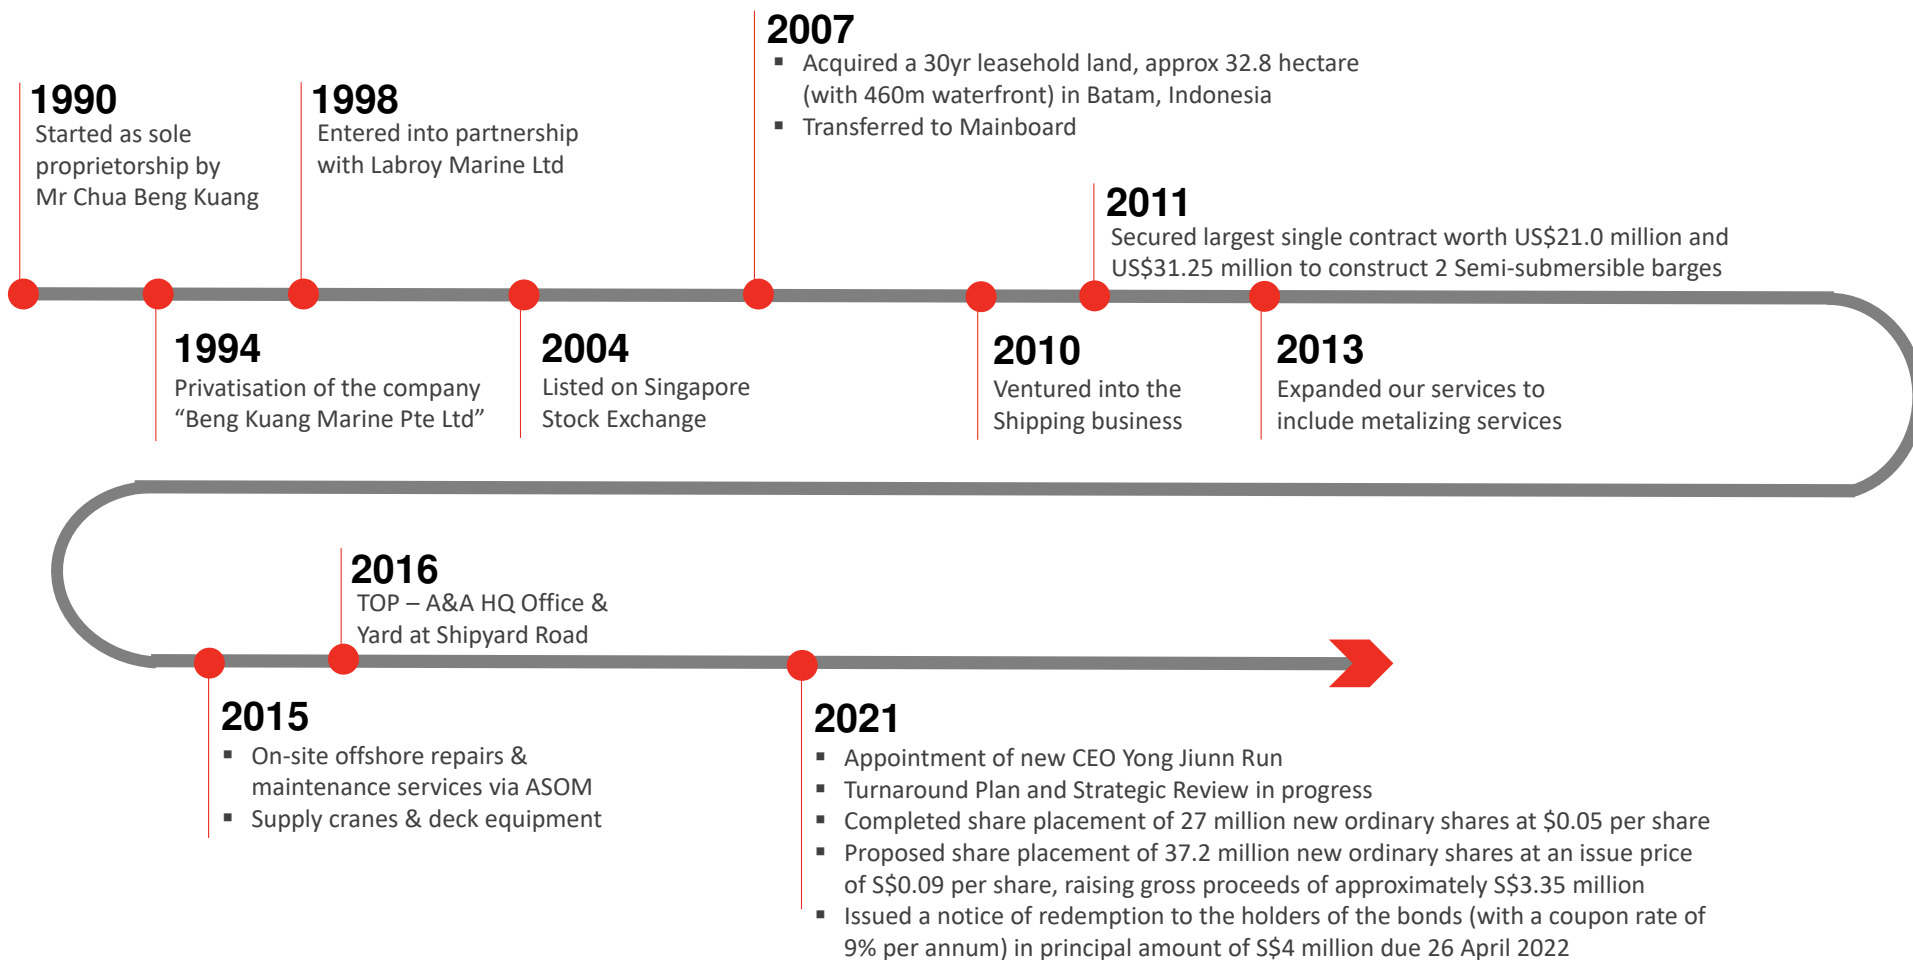 1990
Started as sole
proprietorship by
Mr Chua Beng Kuang
1994
Privatisation of the company
“Beng Kuang Marine Pte Ltd”
1998
Entered into partnership
with Labroy Marine Ltd
2004
Listed on Singapore
Stock Exchange
2007
▪ Acquired a 30yr leasehold land, approx 32.8 hectare
(with 460m waterfront) in Batam, Indonesia
▪ Transferred to Mainboard
2010
Ventured into the
Shipping business
2011
Secured largest single contract worth US$21.0 million and
US$31.25 million to construct 2 Semi-submersible barges
2013
Expanded our services to
include metalizing services
2015
▪ On-site offshore repairs &
maintenance services via ASOM
▪ Supply cranes & deck equipment
2016
TOP – A&A HQ Office &
Yard at Shipyard Road
2021
▪ Appointment of new CEO Yong Jiunn Run
▪ Turnaround Plan and Strategic Review in progress
▪ Completed share placement of 27 million new ordinary shares at $0.05 per share
▪ Proposed share placement of 37.2 million new ordinary shares at an issue price
of S$0.09 per share, raising gross proceeds of approximately S$3.35 million
▪ Issued a notice of redemption to the holders of the bonds (with a coupon rate of
9% per annum) in principal amount of S$4 million due 26 April 2022